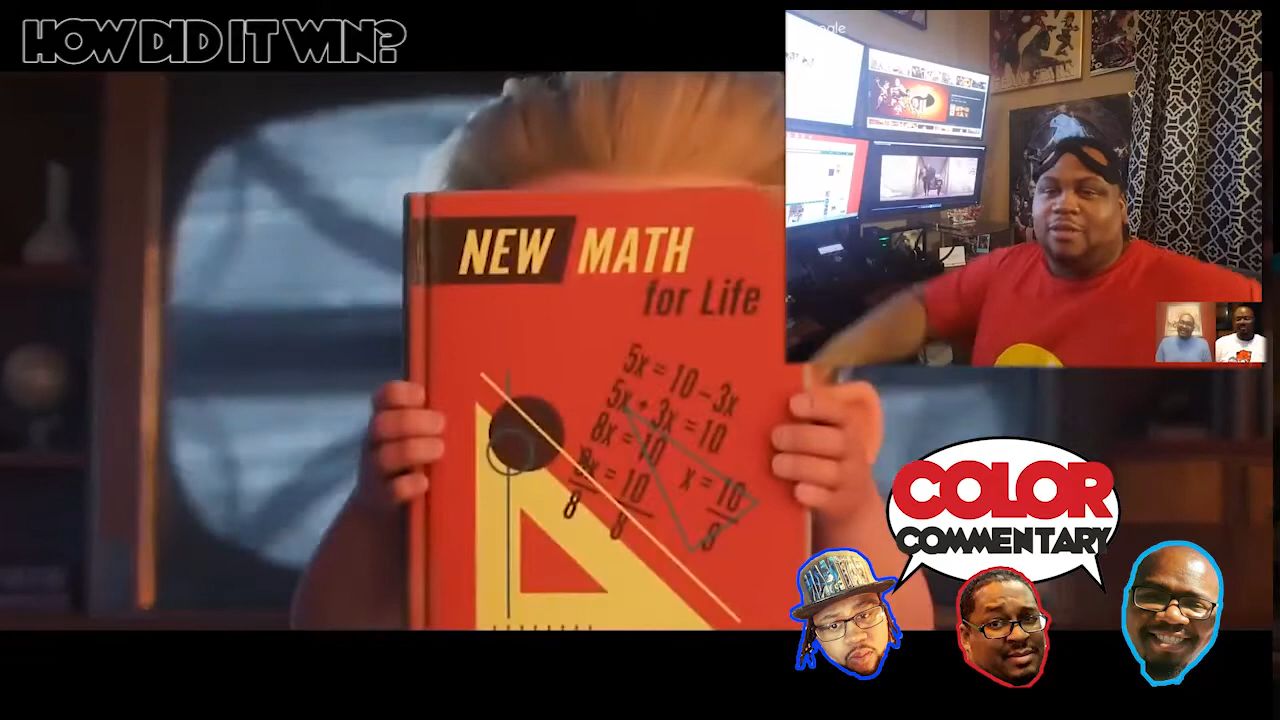 HOW DID IT WIN?
NEW MATH
for Life
5x = 10 - 3x
5x + 3x = 10
8x = 10
8x = 10
8 8
x = 10
8
COLOR
COMMENTARY